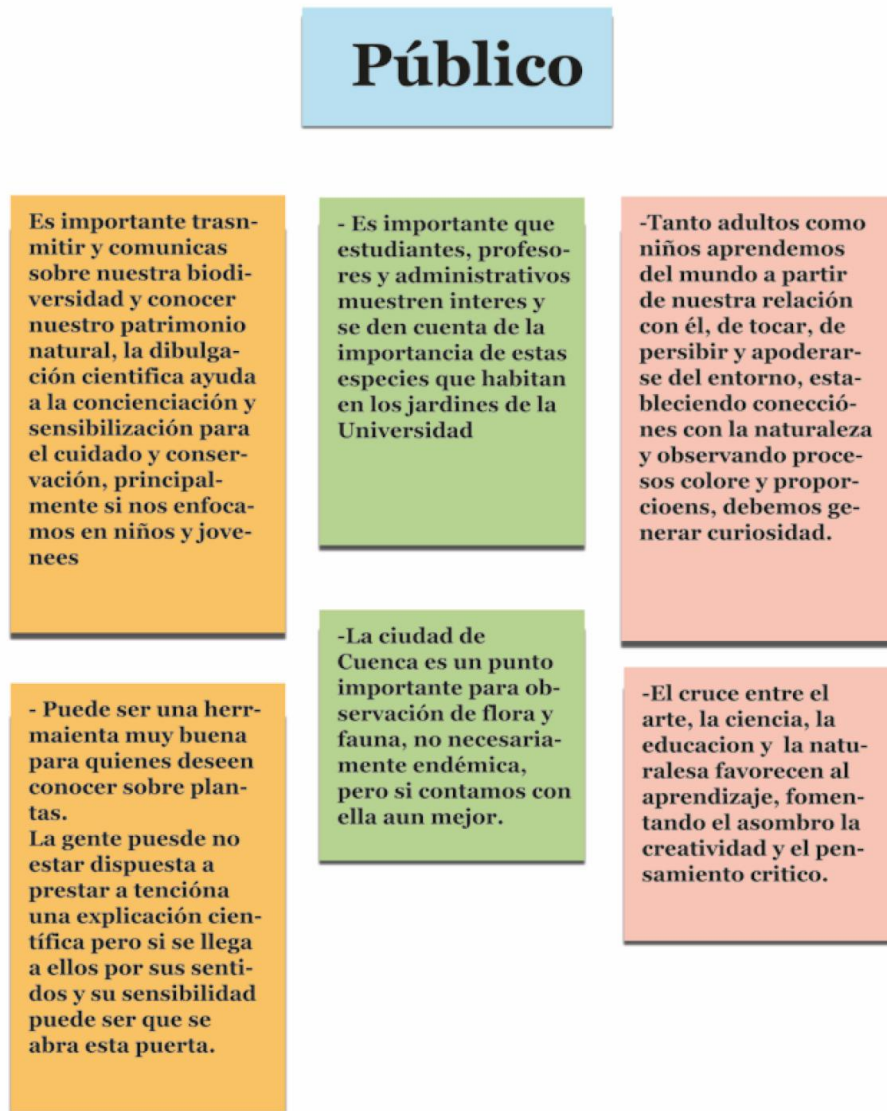 Público
Es importante trasn-
mitir y comunicas
sobre nuestra biodi-
versidad y conocer
nuestro patrimonio
natural, la dibulga-
ción cientifica ayuda
a la concienciación y
sensibilización para
el cuidado y conser-
vación, principal-
mente si nos enfoca-
mos en niños y jove-
nees
- Puede ser una herr-
maienta muy buena
para quienes deseen
conocer sobre plan-
tas.
La gente puesde no
estar dispuesta a
prestar a tencióna
una explicación cien-
tífica pero si se llega
a ellos por sus senti-
dos y su sensibilidad
puede ser que se
abra esta puerta.
- Es importante que
estudiantes, profeso-
res y administrativos
muestren interes y
se den cuenta de la
importancia de estas
especies que habitan
en los jardines de la
Universidad
-La ciudad de
Cuenca es un punto
importante para ob-
servación de flora y
fauna, no necesaria-
mente endémica,
pero si contamos con
ella aun mejor.
-Tanto adultos como
niños aprendemos
del mundo a partir
de nuestra relación
con él, de tocar, de
persibir y apoderar-
se del entorno, esta-
bleciendo conecció-
nes con la naturaleza
y observando proce-
sos colore y propor-
cioens, debemos ge-
nerar curiosidad.
-El cruce entre el
arte, la ciencia, la
educacion y la natu-
ralesa favorecen al
aprendizaje, fomen-
tando el asombro la
creatividad y el pen-
samiento critico.